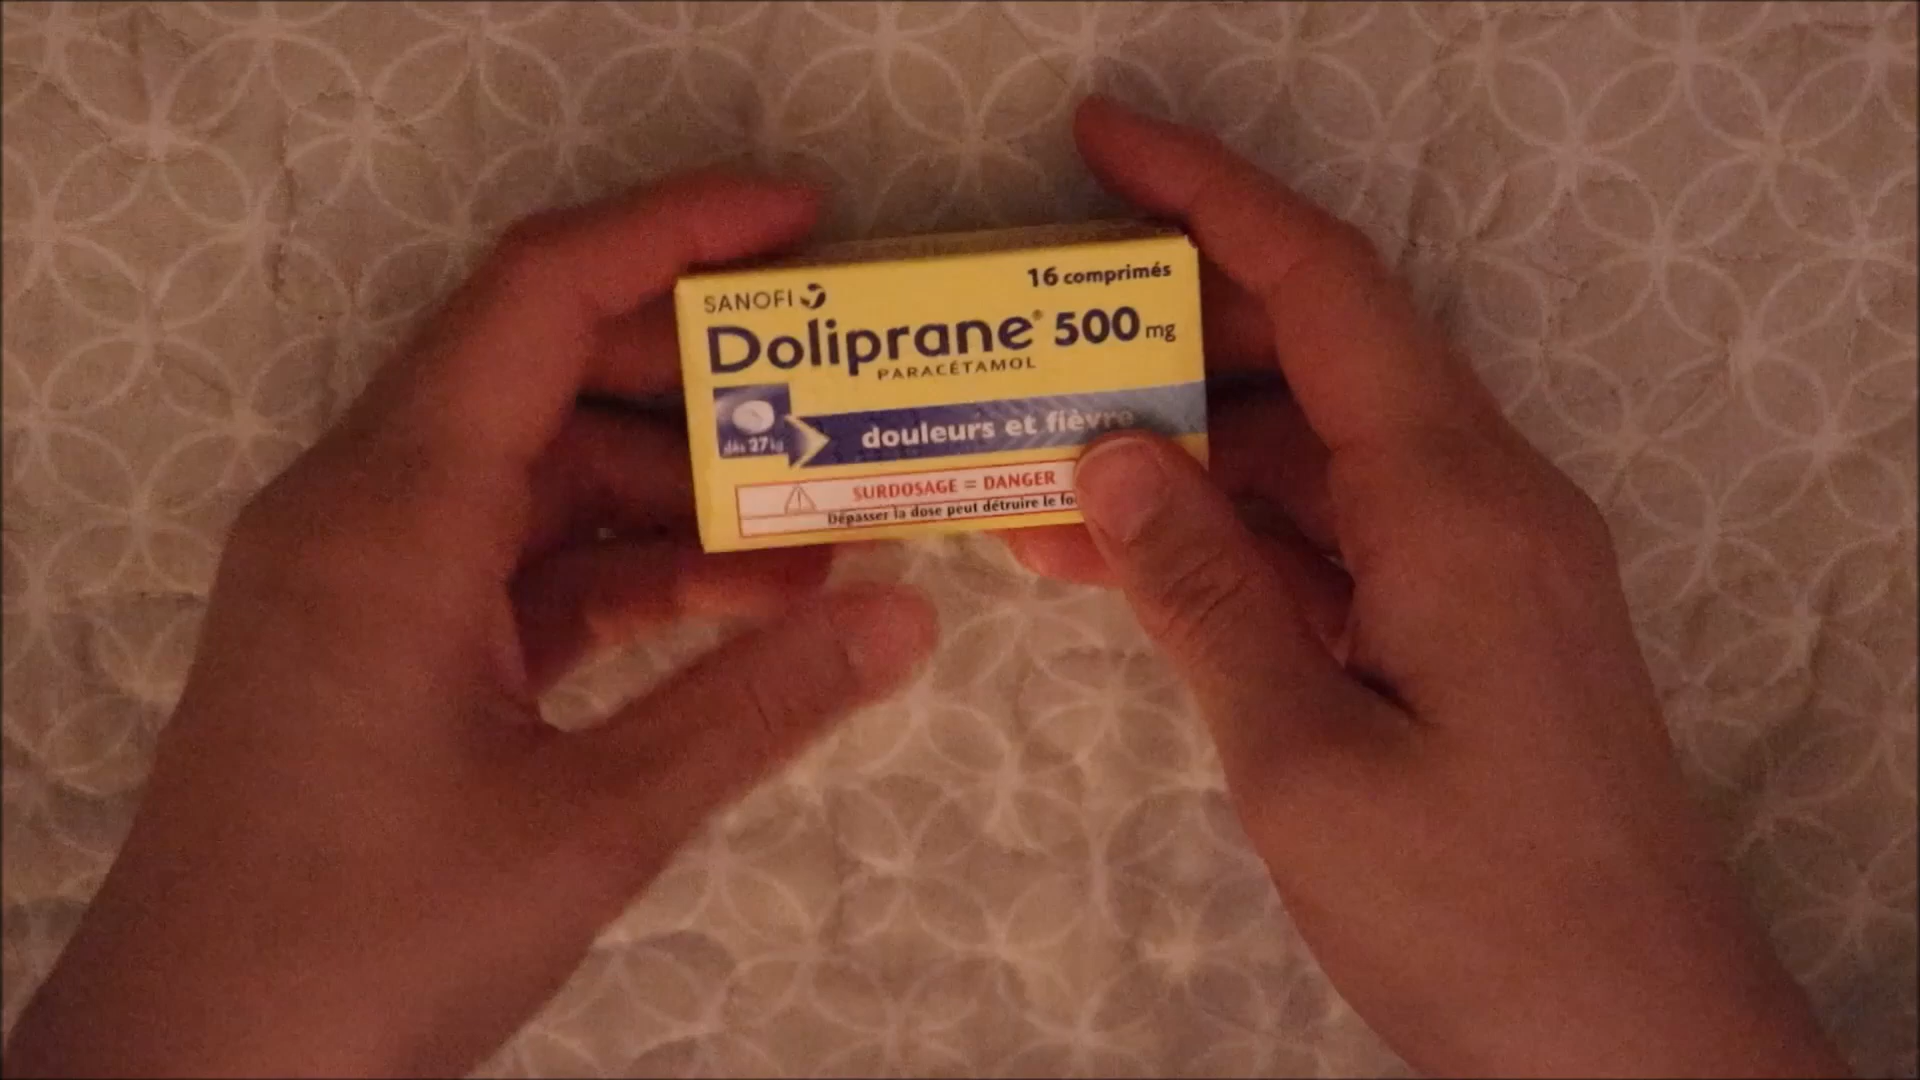 16 comprimés
SANOFI
Doliprane® 500 mg
PARACÉTAMOL
dès 27 kg
douleurs et fièvre
SURDOSAGE = DANGER
Dépasser la dose peut détruire le